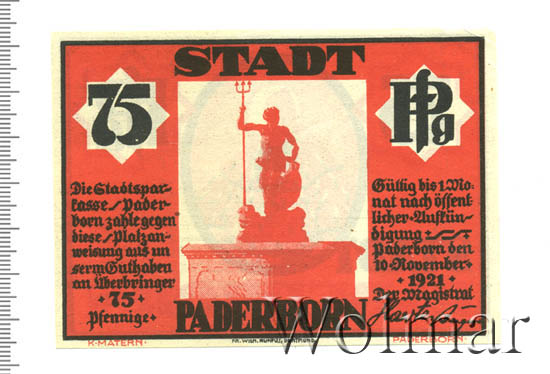 STADT
75
Pfg
Die Stadtspar-
kasse Pader-
born zahle gegen
diese Platzan-
weisung aus un
serm Guthaben
an Überbringer
75
Pfennige
Gültig bis 1 Mo-
nat nach öffent-
licher Aufkün-
digung
Paderborn den
10 November
1921
Der Magistrat
PADERBORN
K. MATERN.
PADERBORN.
Wolmar